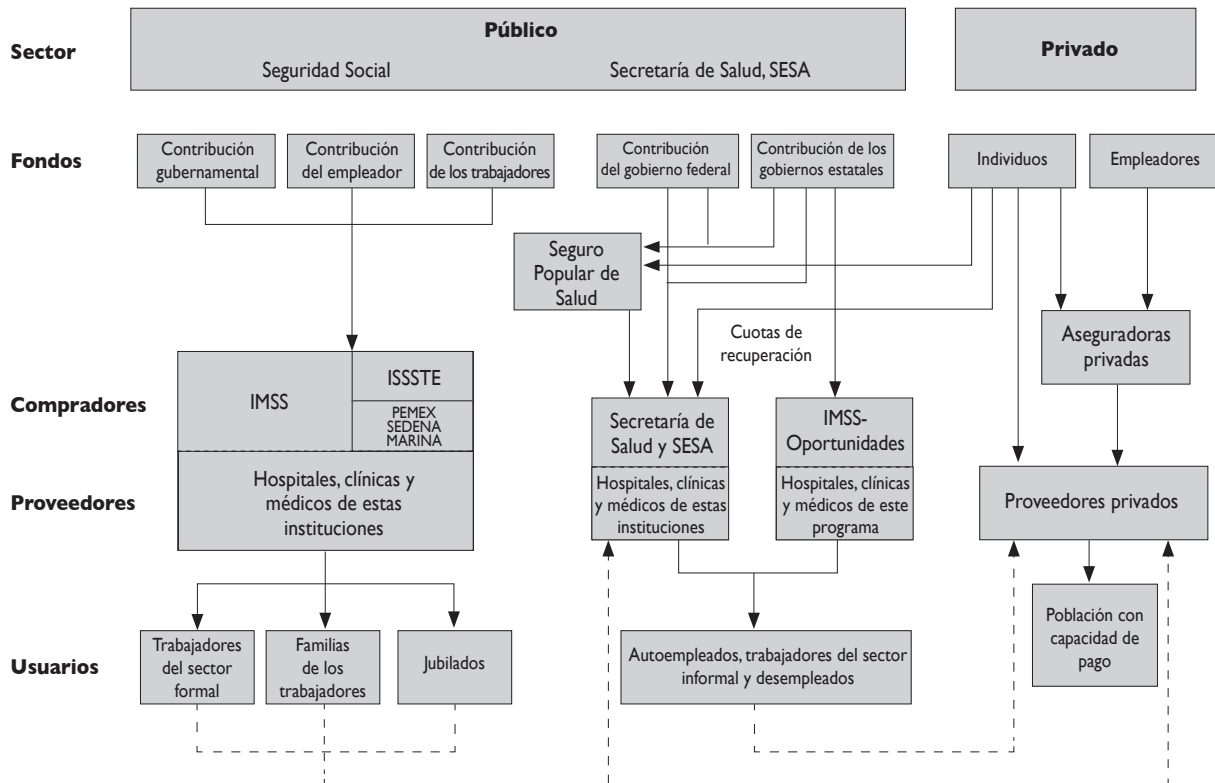 Sector
Público
Seguridad Social
Secretaría de Salud, SESA
Privado
Fondos
Contribución
gubernamental
Contribución
del empleador
Contribución
de los trabajadores
Contribución
del gobierno federal
Contribución de los
gobiernos estatales
Individuos
Empleadores
Seguro
Popular de
Salud
Cuotas de
recuperación
Aseguradoras
privadas
Compradores
IMSS
ISSSTE
PEMEX
SEDENA
MARINA
Secretaría de
Salud y SESA
IMSS-
Oportunidades
Proveedores
Hospitales, clínicas y
médicos de estas
instituciones
Hospitales, clínicas
y médicos de estas
instituciones
Hospitales, clínicas
y médicos de este
programa
Proveedores privados
Usuarios
Trabajadores
del sector
formal
Familias
de los
trabajadores
Jubilados
Autoempleados, trabajadores del sector
informal y desempleados
Población con
capacidad de
pago